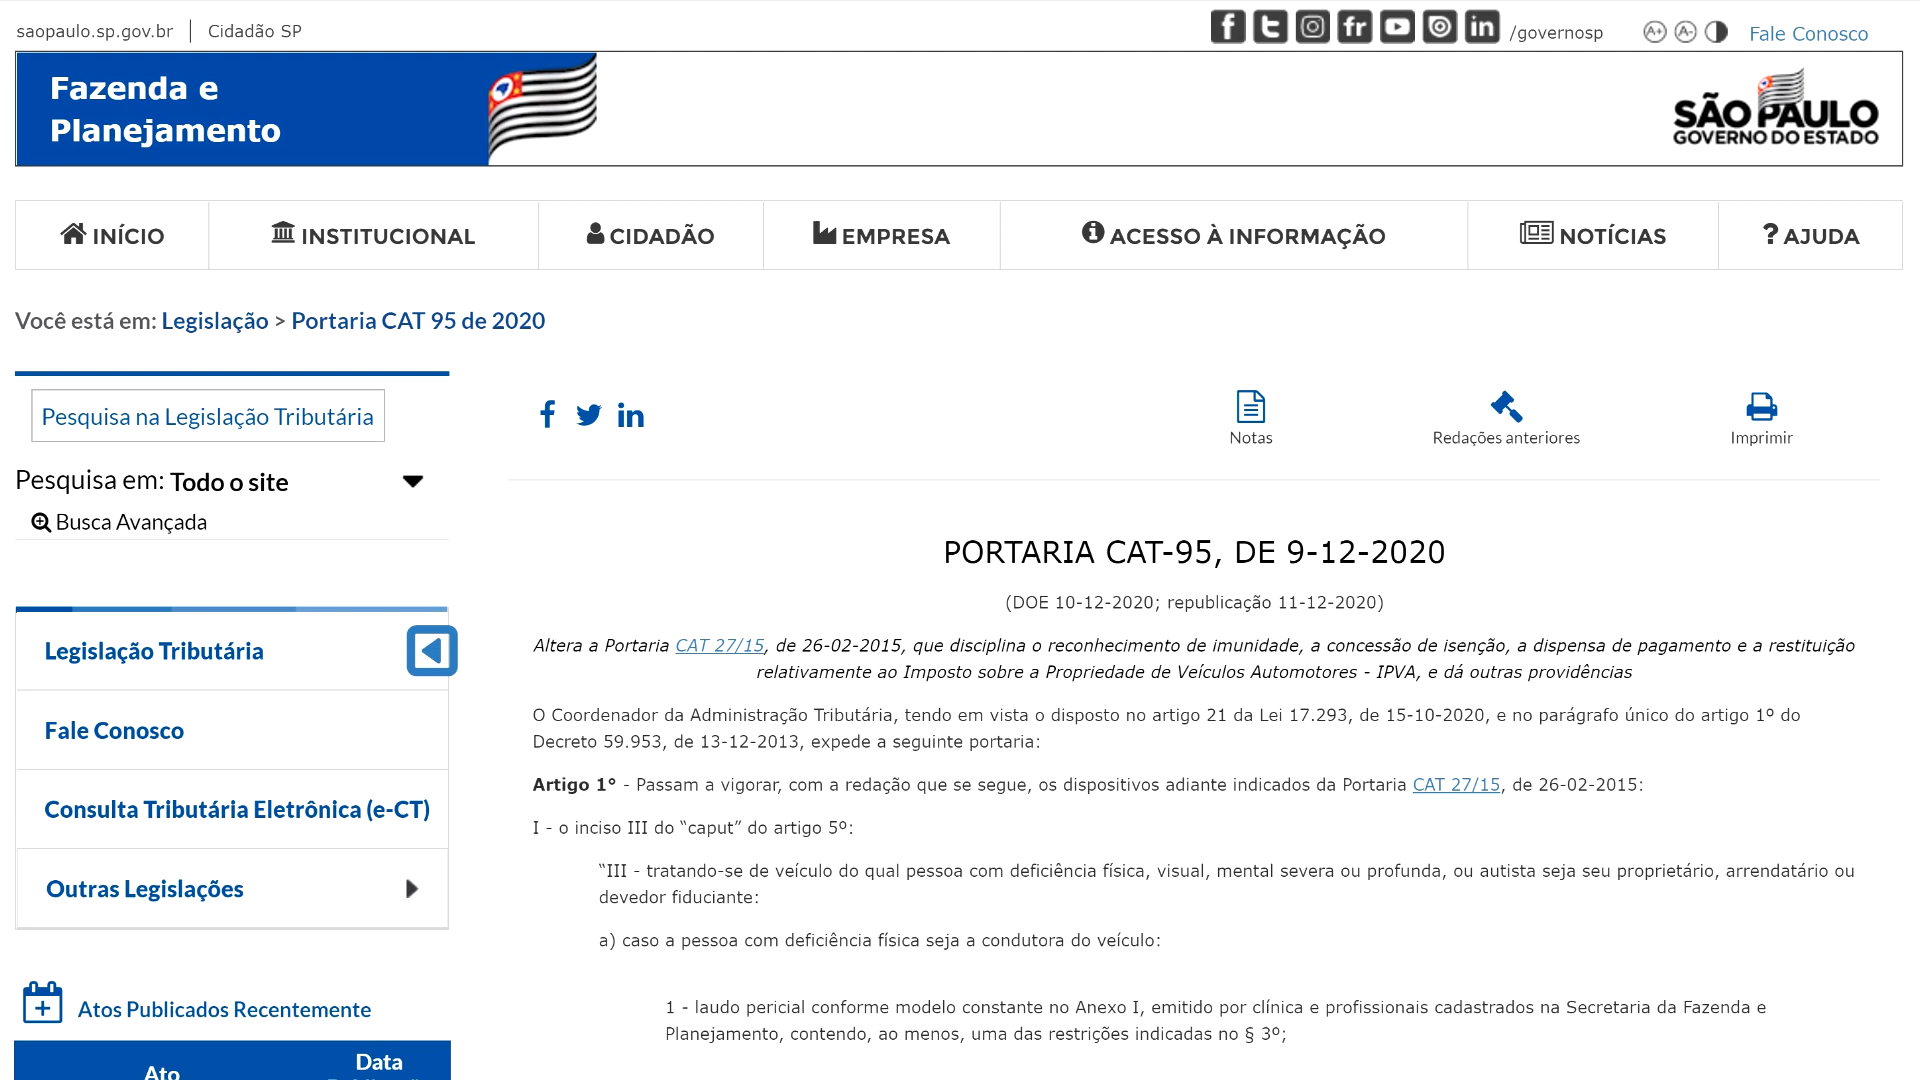 saopaulo.sp.gov.br
Cidadão SP
/governosp
A+
A-
Fale Conosco
Fazenda e
Planejamento
SÃO PAULO
GOVERNO DO ESTADO
INÍCIO
INSTITUCIONAL
CIDADÃO
EMPRESA
ACESSO À INFORMAÇÃO
NOTÍCIAS
AJUDA
Você está em: Legislação > Portaria CAT 95 de 2020
Pesquisa na Legislação Tributária
Pesquisa em: Todo o site
Busca Avançada
Legislação Tributária
Fale Conosco
Consulta Tributária Eletrônica (e-CT)
Outras Legislações
Atos Publicados Recentemente
Ato
Data
Notas
Redações anteriores
Imprimir
PORTARIA CAT-95, DE 9-12-2020
(DOE 10-12-2020; republicação 11-12-2020)
Altera a Portaria CAT 27/15, de 26-02-2015, que disciplina o reconhecimento de imunidade, a concessão de isenção, a dispensa de pagamento e a restituição
relativamente ao Imposto sobre a Propriedade de Veículos Automotores - IPVA, e dá outras providências
O Coordenador da Administração Tributária, tendo em vista o disposto no artigo 21 da Lei 17.293, de 15-10-2020, e no parágrafo único do artigo 1º do
Decreto 59.953, de 13-12-2013, expede a seguinte portaria:
Artigo 1° - Passam a vigorar, com a redação que se segue, os dispositivos adiante indicados da Portaria CAT 27/15, de 26-02-2015:
I - o inciso III do “caput” do artigo 5º:
“III - tratando-se de veículo do qual pessoa com deficiência física, visual, mental severa ou profunda, ou autista seja seu proprietário, arrendatário ou
devedor fiduciante:
a) caso a pessoa com deficiência física seja a condutora do veículo:
1 - laudo pericial conforme modelo constante no Anexo I, emitido por clínica e profissionais cadastrados na Secretaria da Fazenda e
Planejamento, contendo, ao menos, uma das restrições indicadas no § 3º;